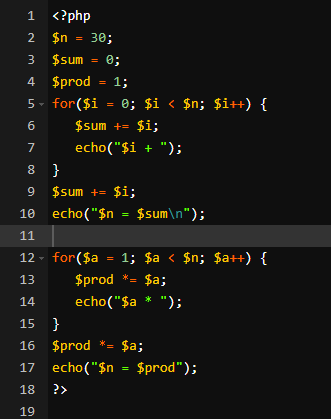 1 <?php
2 $n = 30;
3 $sum = 0;
4 $prod = 1;
5 for($i = 0; $i < $n; $i++) {
6 $sum += $i;
7 echo("$i + ");
8 }
9 $sum += $i;
10 echo("$n = $sum\n");
11
12 for($a = 1; $a < $n; $a++) {
13 $prod *= $a;
14 echo("$a * ");
15 }
16 $prod *= $a;
17 echo("$n = $prod");
18 ?>
19